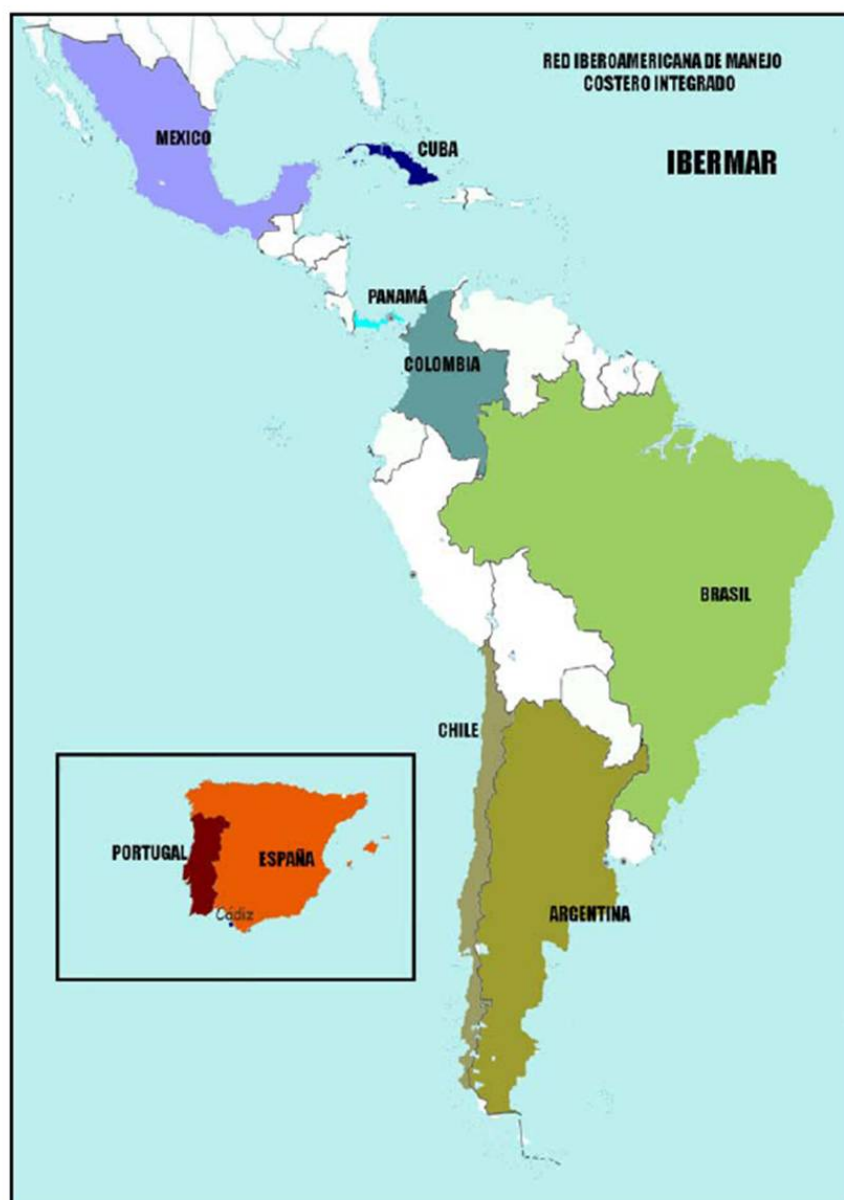 RED IBEROAMERICANA DE MANEJO
COSTERO INTEGRADO
IBERMAR
MEXICO
CUBA
PANAMÁ
COLOMBIA
BRASIL
CHILE
ARGENTINA
PORTUGAL
ESPAÑA
Cádiz